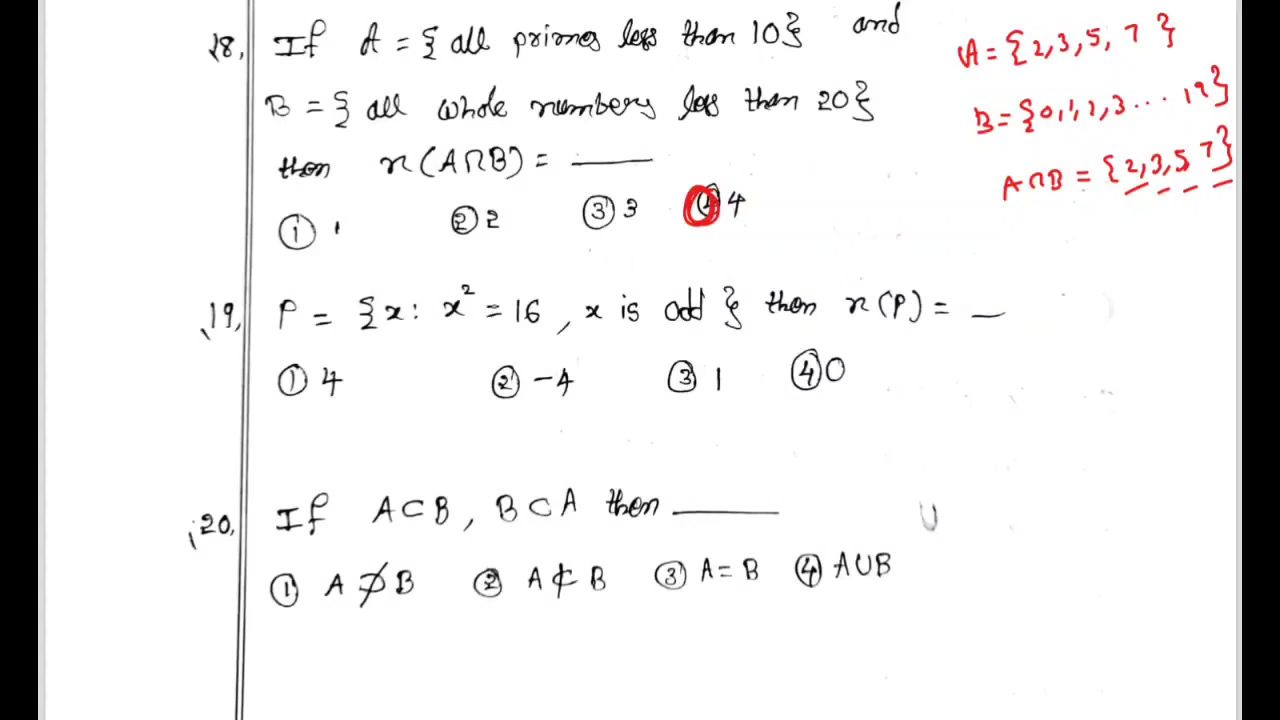 18, If A = { all primes less than 10} and
B = { all whole numbers less than 20}
then n(A∩B) = ____
① 1 ② 2 ③ 3 ④ 4
A = {2, 3, 5, 7}
B = {0, 1, 2, 3 ... 19}
A∩B = {2, 3, 5 7}
19, P = {x : x² = 16, x is odd } then n(P) = __
① 4 ② -4 ③ 1 ④ 0
20, If A⊂B, B⊂A then ____
① A ⊅ B ② A ⊄ B ③ A = B ④ A∪B